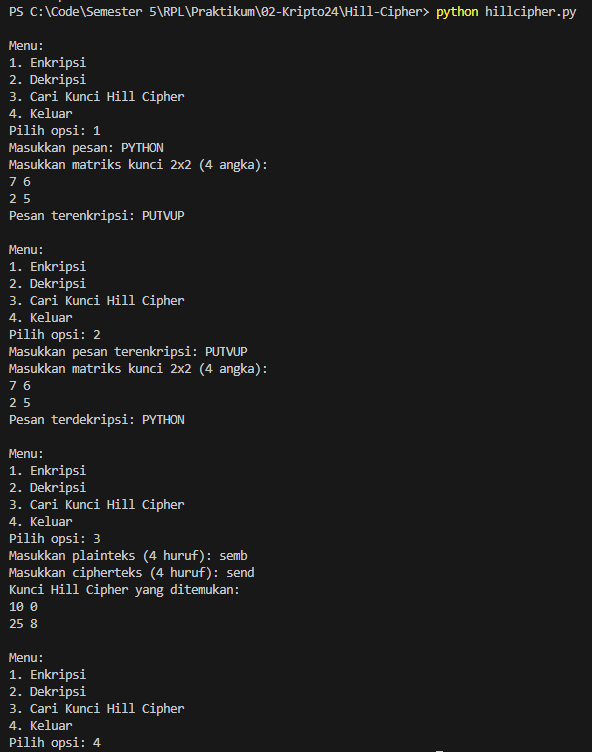 PS C:\Code\Semester 5\RPL\Praktikum\02-Kripto24\Hill-Cipher> python hillcipher.py
Menu:
1. Enkripsi
2. Dekripsi
3. Cari Kunci Hill Cipher
4. Keluar
Pilih opsi: 1
Masukkan pesan: PYTHON
Masukkan matriks kunci 2x2 (4 angka):
7 6
2 5
Pesan terenkripsi: PUTVUP
Menu:
1. Enkripsi
2. Dekripsi
3. Cari Kunci Hill Cipher
4. Keluar
Pilih opsi: 2
Masukkan pesan terenkripsi: PUTVUP
Masukkan matriks kunci 2x2 (4 angka):
7 6
2 5
Pesan terdekripsi: PYTHON
Menu:
1. Enkripsi
2. Dekripsi
3. Cari Kunci Hill Cipher
4. Keluar
Pilih opsi: 3
Masukkan plainteks (4 huruf): semb
Masukkan cipherteks (4 huruf): send
Kunci Hill Cipher yang ditemukan:
10 0
25 8
Menu:
1. Enkripsi
2. Dekripsi
3. Cari Kunci Hill Cipher
4. Keluar
Pilih opsi: 4